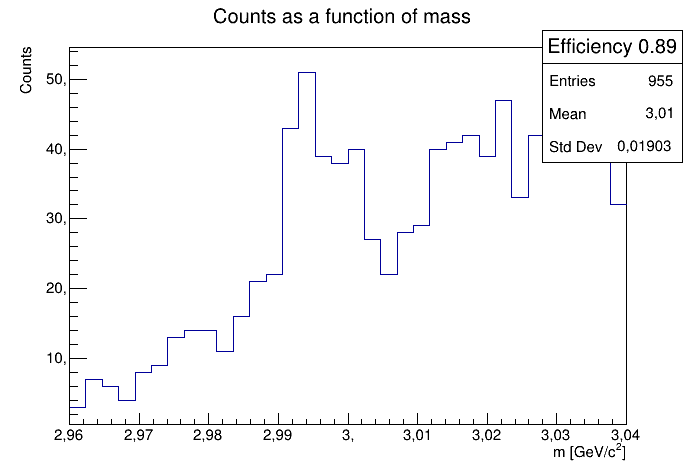 Counts as a function of mass
Counts
Efficiency 0.89
Entries 955
Mean 3,01
Std Dev 0,01903
50,
40,
30,
20,
10,
2,96 2,97 2,98 2,99 3, 3,01 3,02 3,03 3,04
m [GeV/c²]